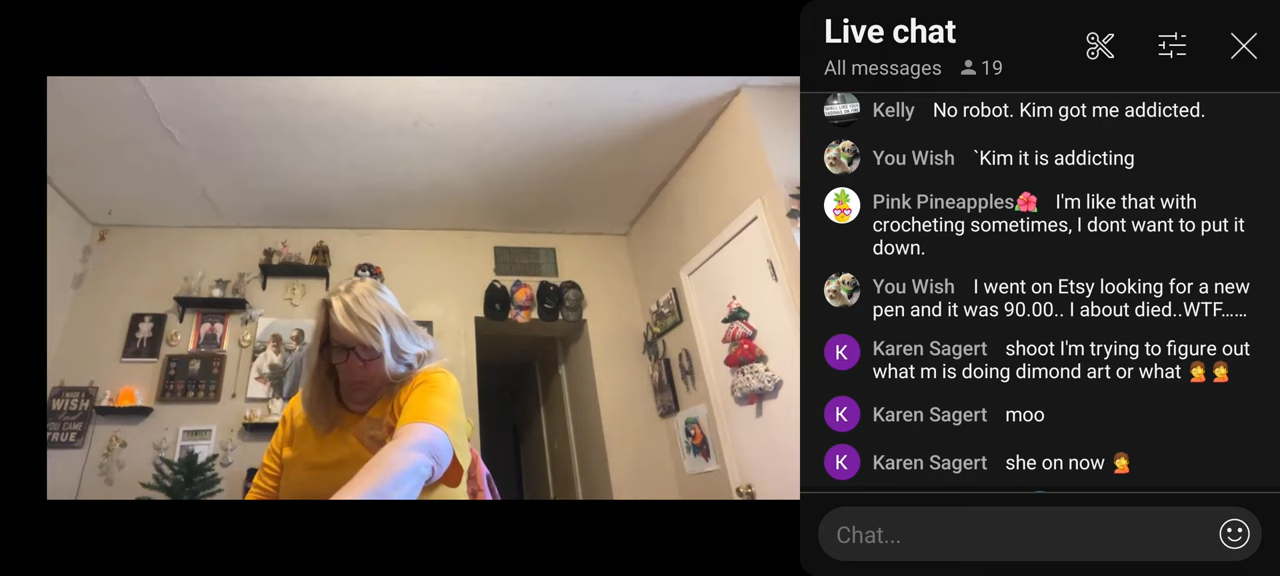 Live chat
All messages 19
Kelly No robot. Kim got me addicted.
You Wish `Kim it is addicting
Pink Pineapples🌺 I'm like that with
crocheting sometimes, I dont want to put it
down.
You Wish I went on Etsy looking for a new
pen and it was 90.00.. I about died..WTF......
K Karen Sagert shoot I'm trying to figure out
what m is doing dimond art or what 🤦🤦
K Karen Sagert moo
K Karen Sagert she on now 🤦
Chat...
I MADE A
WISH
and
YOU CAME
TRUE